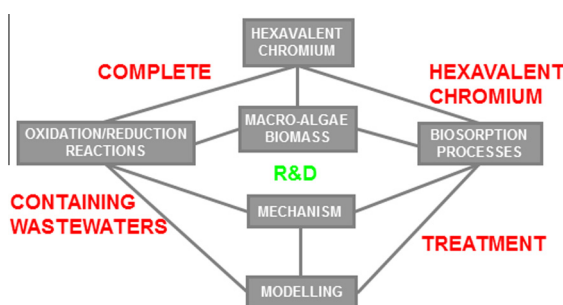 HEXAVALENT
CHROMIUM
COMPLETE
HEXAVALENT
CHROMIUM
OXIDATION/REDUCTION
REACTIONS
MACRO-ALGAE
BIOMASS
BIOSORPTION
PROCESSES
R&D
CONTAINING
WASTEWATERS
MECHANISM
TREATMENT
MODELLING